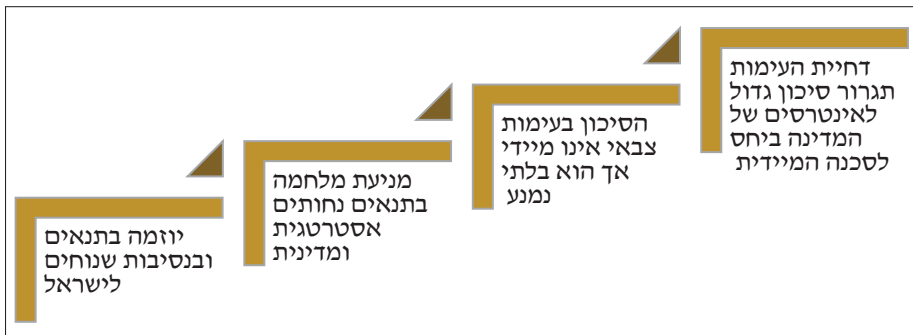 דחיית העימות
תגרור סיכון גדול
לאינטרסים של
המדינה ביחס
לסכנה המיידית
הסיכון בעימות
צבאי אינו מיידי
אך הוא בלתי
נמנע
מניעת מלחמה
בתנאים נחותים
אסטרטגית
ומדינית
יוזמה בתנאים
ובנסיבות שנוחים
לישראל